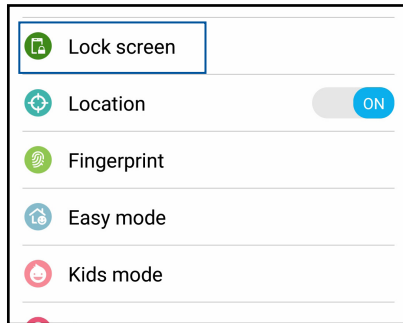 Lock screen
Location ON
Fingerprint
Easy mode
Kids mode